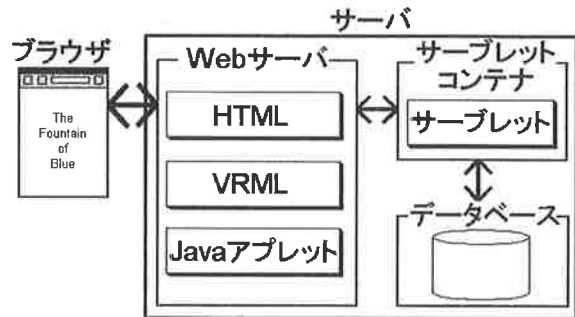 サーバ
ブラウザ
The
Fountain
of
Blue
Webサーバ
HTML
VRML
Javaアプレット
サーブレット
コンテナ
サーブレット
データベース